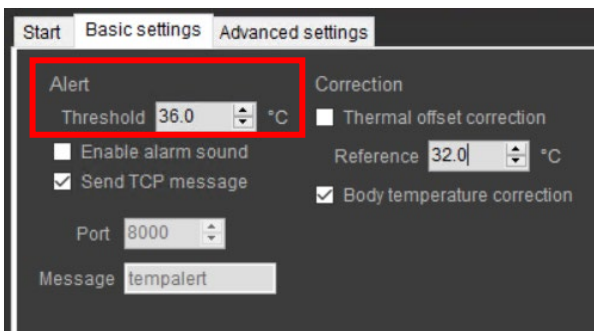 Start Basic settings Advanced settings
Alert
Threshold 36.0 °C
Enable alarm sound
Send TCP message
Port 8000
Message tempalert
Correction
Thermal offset correction
Reference 32.0 °C
Body temperature correction